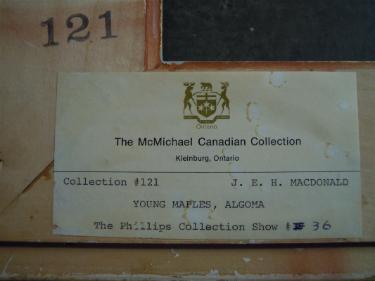 121
Ontario
The McMichael Canadian Collection
Kleinburg, Ontario
Collection #121 J. E. H. MACDONALD
YOUNG MAPLES, ALGOMA
The Phillips Collection Show # 36